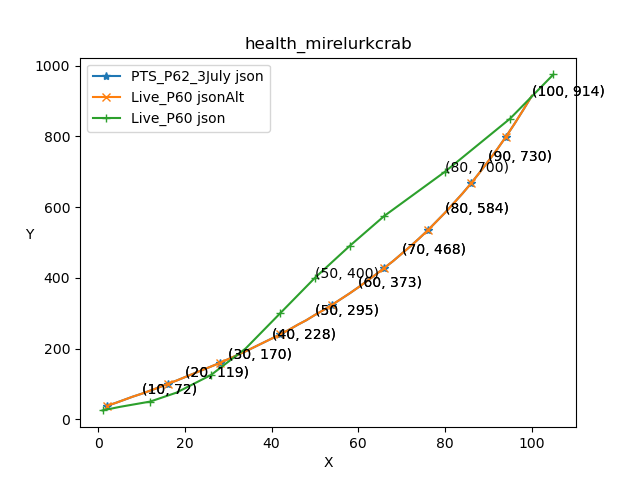 health_mirelurkcrab
PTS_P62_3July json
Live_P60 jsonAlt
Live_P60 json
1000
800
600
400
200
0
Y
(100, 914)
(90, 730)
(80, 700)
(80, 584)
(70, 468)
(50, 400)
(60, 373)
(50, 295)
(40, 228)
(30, 170)
(20, 119)
(10, 72)
0 20 40 60 80 100
X